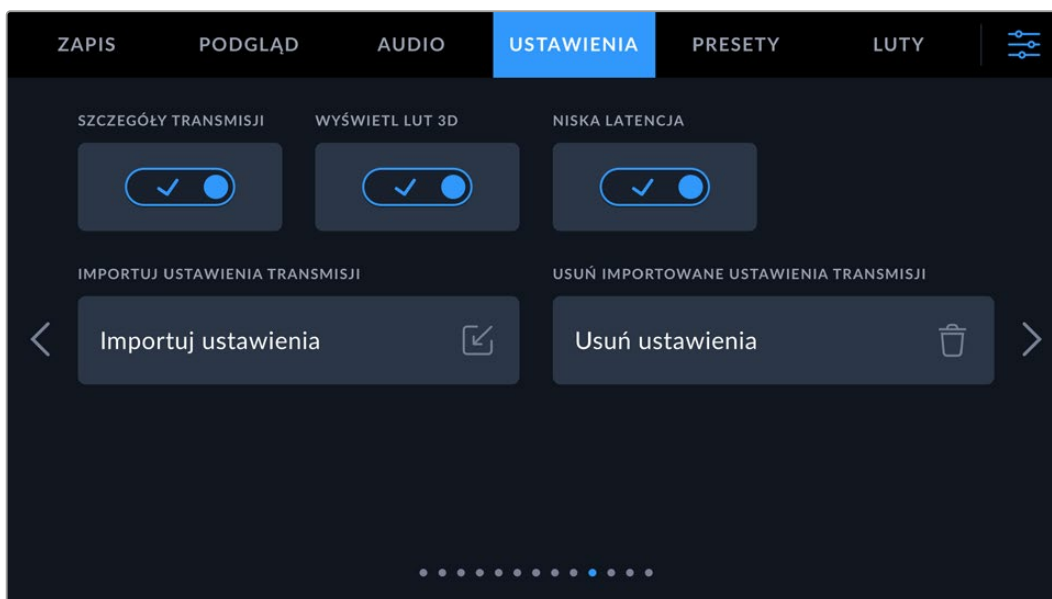 ZAPIS PODGLĄD AUDIO USTAWIENIA PRESETY LUTY
SZCZEGÓŁY TRANSMISJI WYŚWIETL LUT 3D NISKA LATENCJA
IMPORTUJ USTAWIENIA TRANSMISJI USUŃ IMPORTOWANE USTAWIENIA TRANSMISJI
Importuj ustawienia Usuń ustawienia